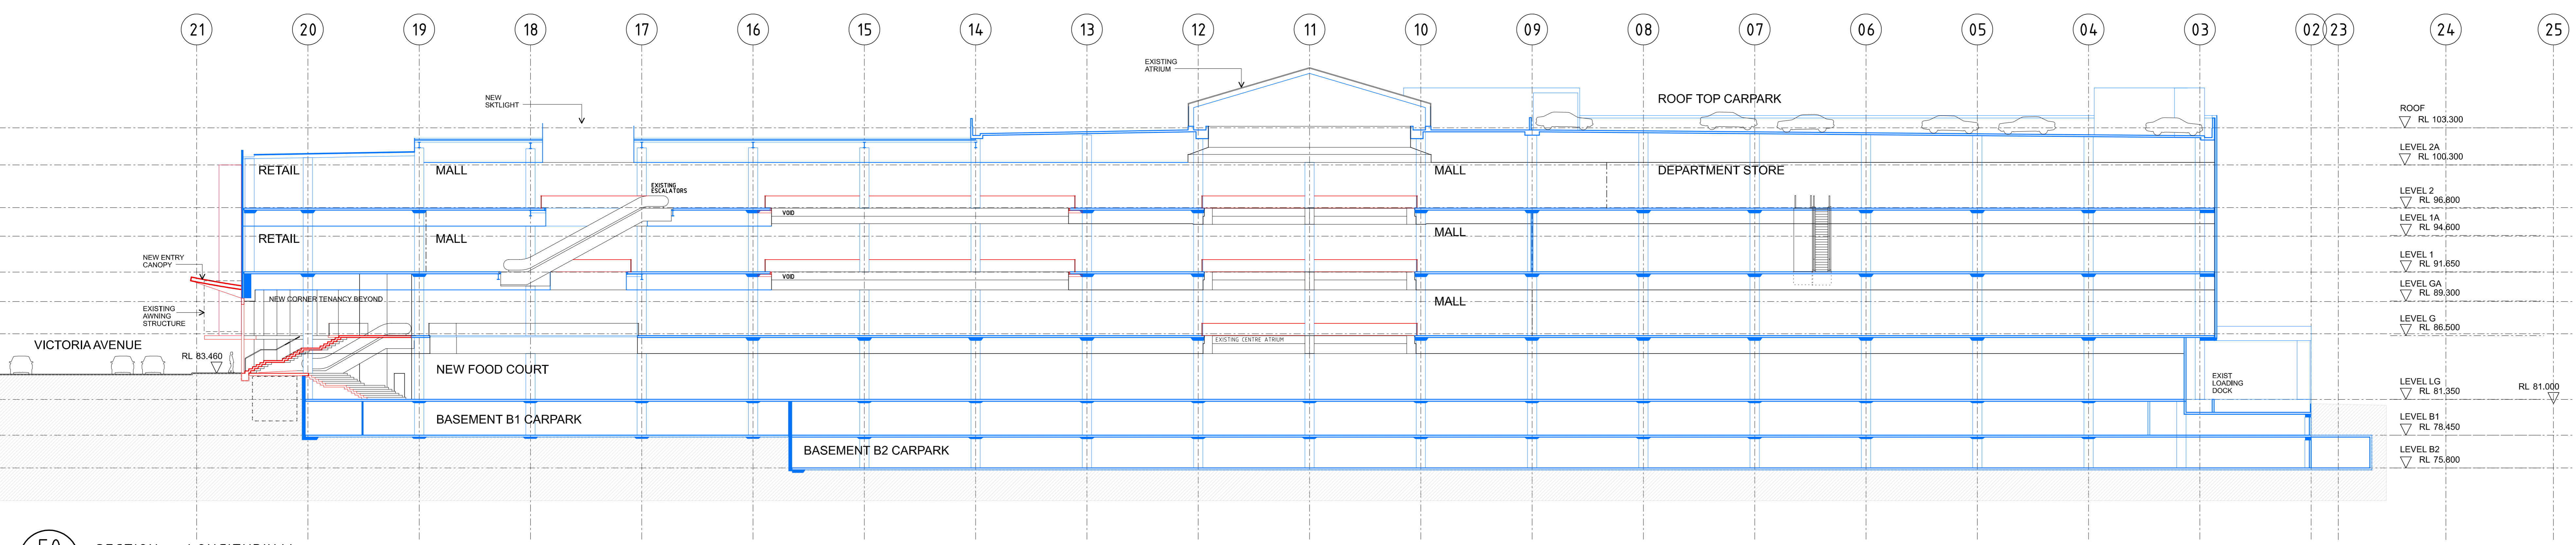 21 20 19 18 17 16 15 14 13 12 11 10 09 08 07 06 05 04 03 02 23 24 25
EXISTING
ATRIUM
NEW
SKTLIGHT
ROOF TOP CARPARK
ROOF
RL 103.300
LEVEL 2A
RL 100.300
RETAIL
MALL
MALL
DEPARTMENT STORE
EXISTING
ESCALATORS
LEVEL 2
RL 96.800
VOID
LEVEL 1A
RL 94.600
RETAIL
MALL
MALL
NEW ENTRY
CANOPY
LEVEL 1
RL 91.650
VOID
LEVEL GA
RL 89.300
NEW CORNER TENANCY BEYOND
MALL
EXISTING
AWNING
STRUCTURE
LEVEL G
RL 86.500
VICTORIA AVENUE
RL 83.460
EXISTING CENTRE ATRIUM
NEW FOOD COURT
EXIST
LOADING
DOCK
LEVEL LG
RL 81.350
RL 81.000
BASEMENT B1 CARPARK
LEVEL B1
RL 78.450
BASEMENT B2 CARPARK
LEVEL B2
RL 75.800